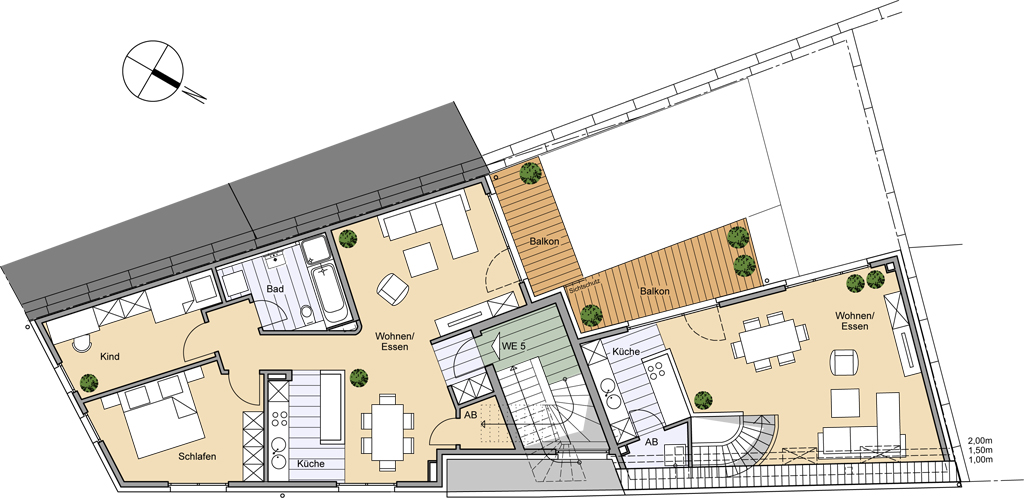 N
Balkon
Balkon
Sichtschutz
Bad
Wohnen/
Essen
WE 5
Kind
Küche
Wohnen/
Essen
AB
AB
Schlafen
Küche
2,00m
1,50m
1,00m